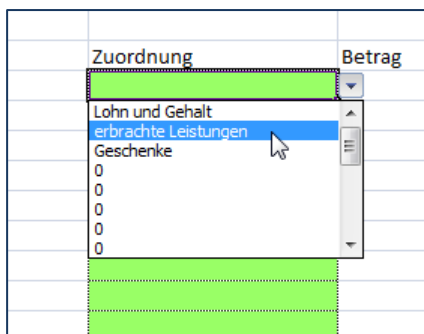 Zuordnung Betrag
Lohn und Gehalt
erbrachte Leistungen
Geschenke
0
0
0
0
0